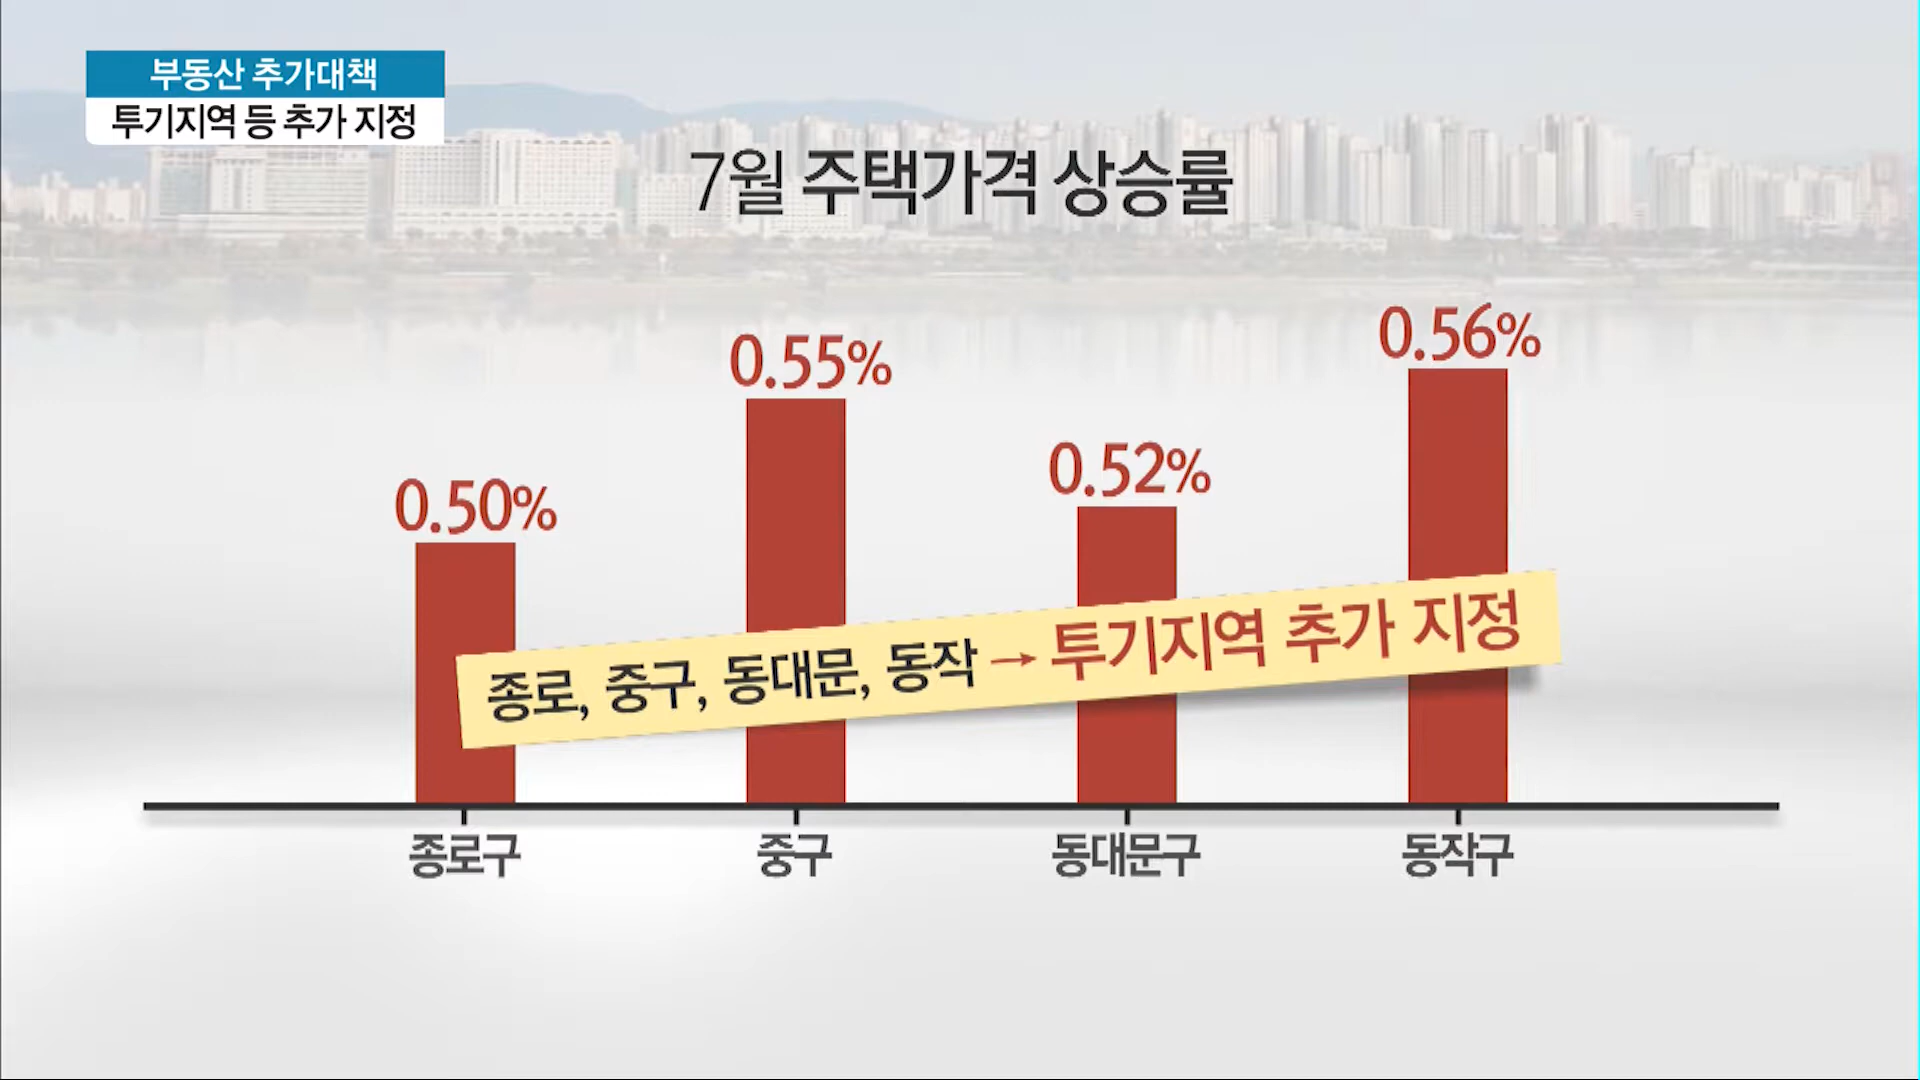 부동산 추가대책
투기지역 등 추가 지정
7월 주택가격 상승률
0.50%
0.55%
0.52%
0.56%
종로, 중구, 동대문, 동작 → 투기지역 추가 지정
종로구
중구
동대문구
동작구